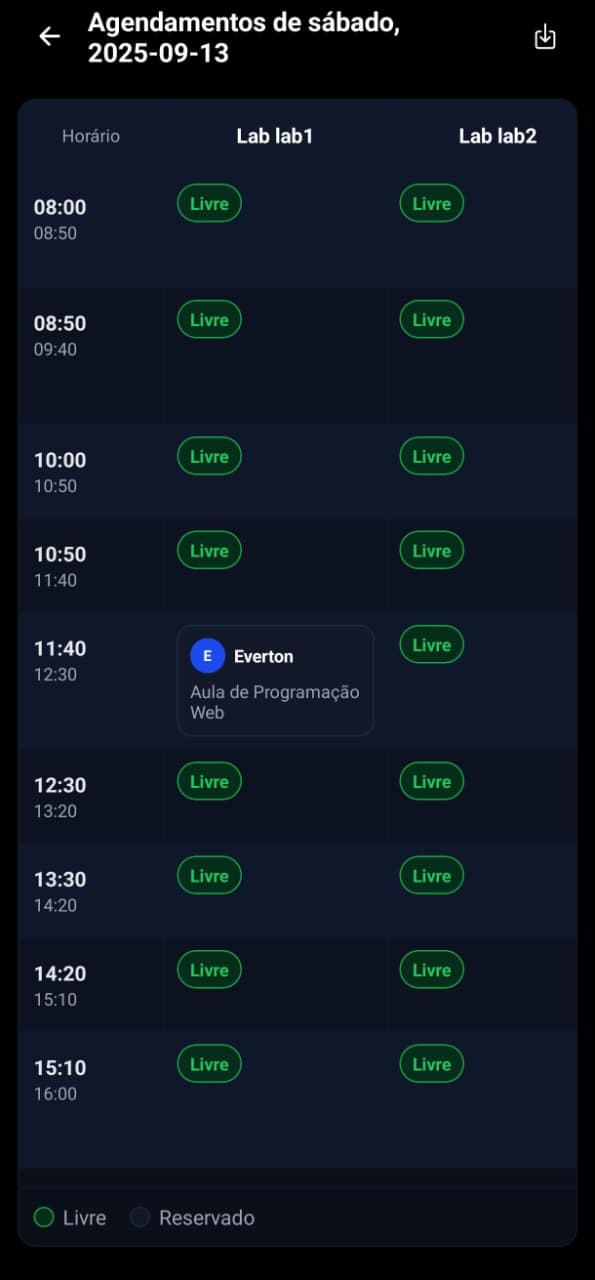 Agendamentos de sábado,
2025-09-13
Horário Lab lab1 Lab lab2
08:00 Livre Livre
08:50
08:50 Livre Livre
09:40
10:00 Livre Livre
10:50
10:50 Livre Livre
11:40
11:40 E Everton Livre
12:30 Aula de Programação
Web
12:30 Livre Livre
13:20
13:30 Livre Livre
14:20
14:20 Livre Livre
15:10
15:10 Livre Livre
16:00
Livre Reservado